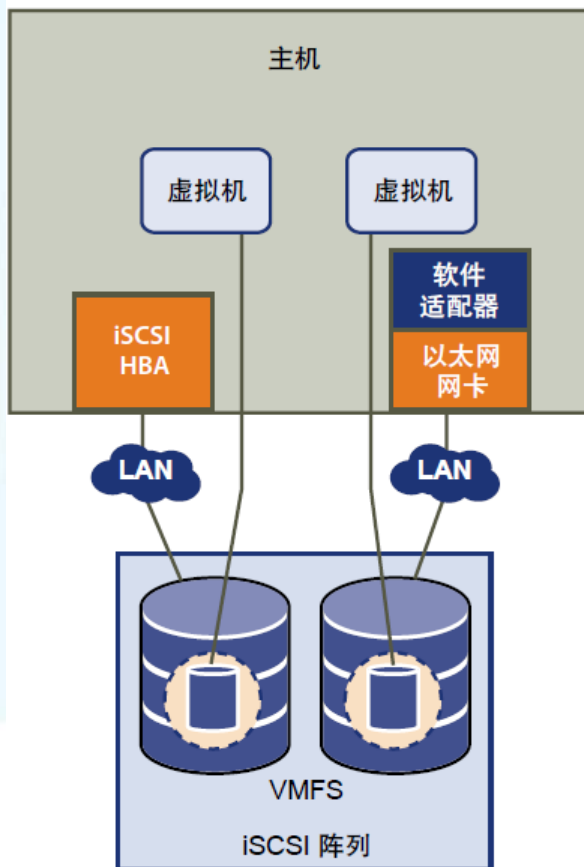 主机
虚拟机
虚拟机
iSCSI
HBA
软件
适配器
以太网
网卡
LAN
LAN
VMFS
iSCSI 阵列